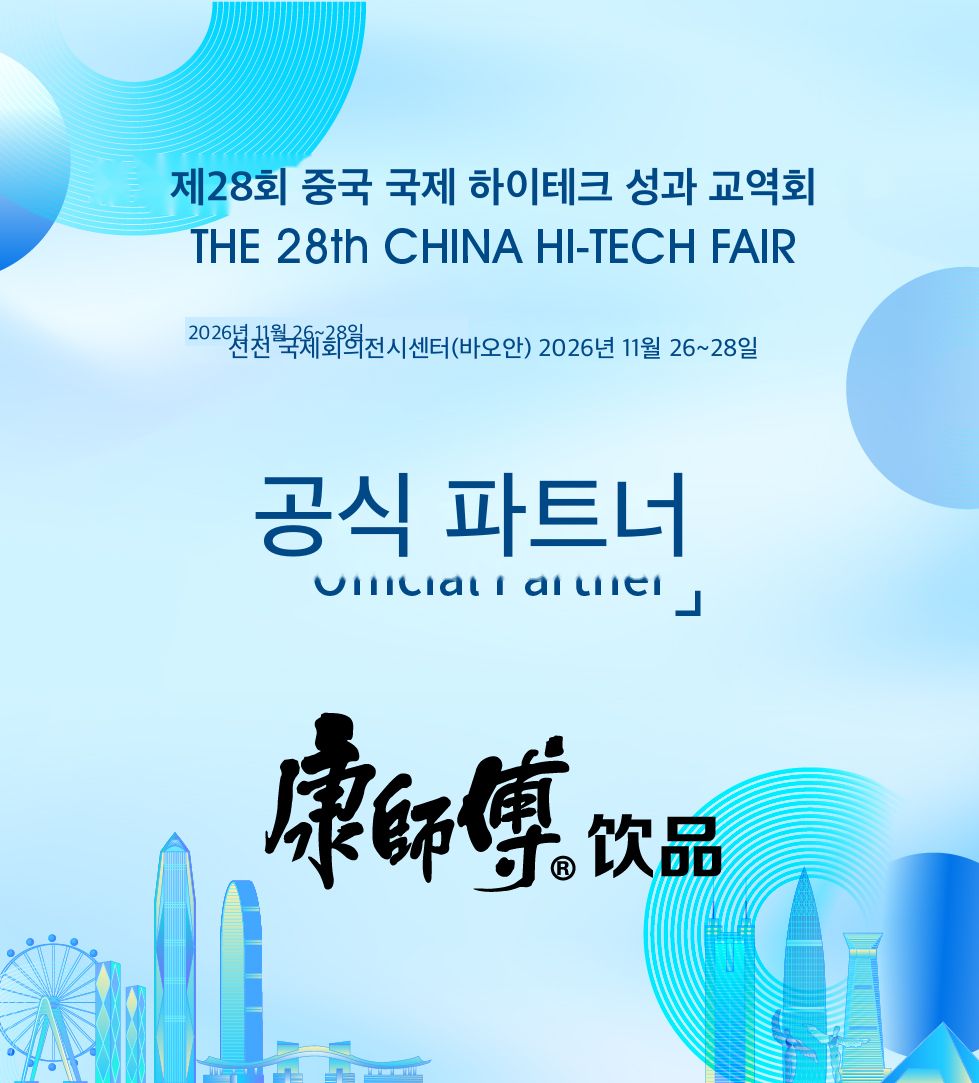 제28회 중국 국제 하이테크 성과 교역회
THE 28th CHINA HI-TECH FAIR
2026년 11월 26~28일
선전 국제회의전시센터(바오안) 2026년 11월 26~28일
공식 파트너
Official Partner
康師傅® 饮品